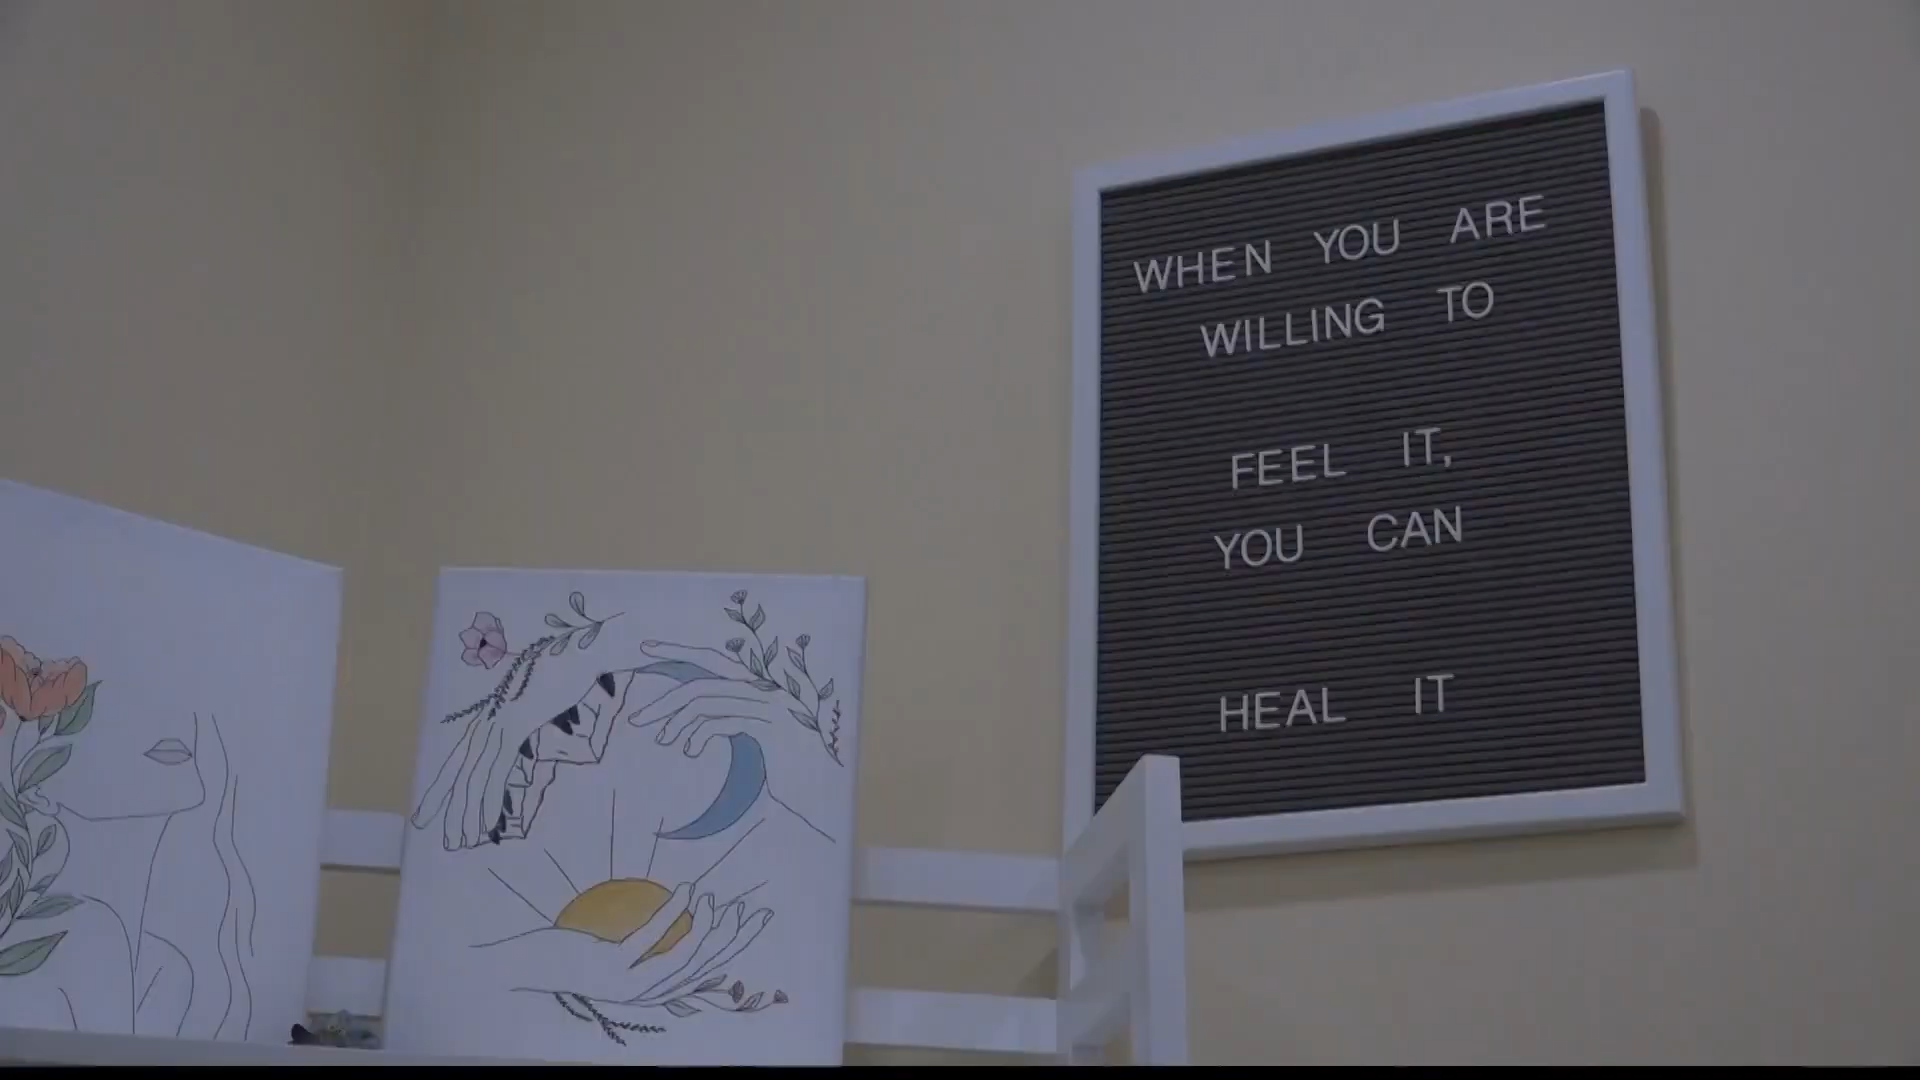 WHEN YOU ARE
WILLING TO
FEEL IT,
YOU CAN
HEAL IT